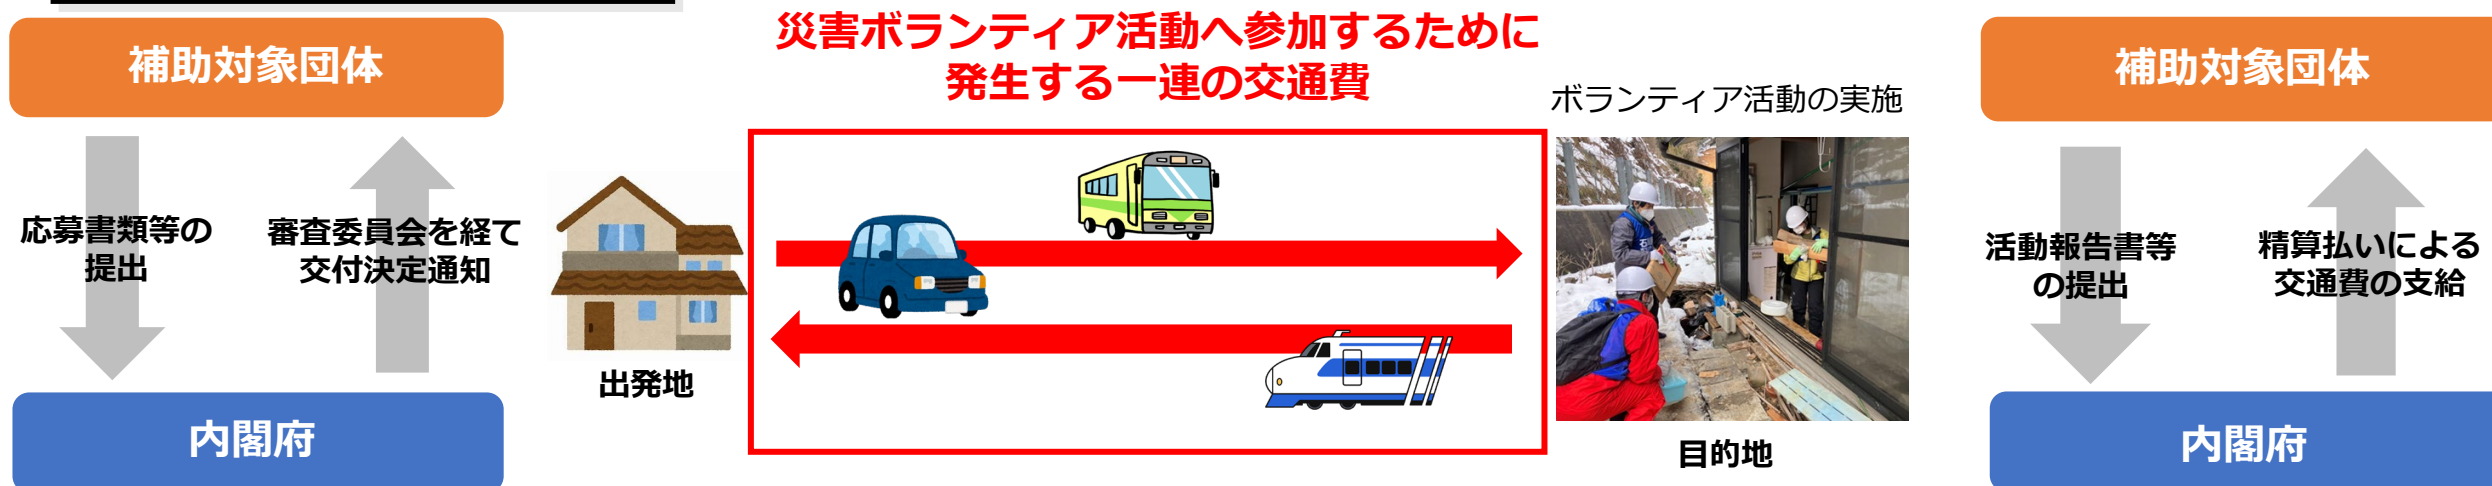 補助対象団体
応募書類等の
提出
審査委員会を経て
交付決定通知
内閣府
災害ボランティア活動へ参加するために
発生する一連の交通費
出発地
ボランティア活動の実施
目的地
補助対象団体
活動報告書等
の提出
精算払いによる
交通費の支給
内閣府